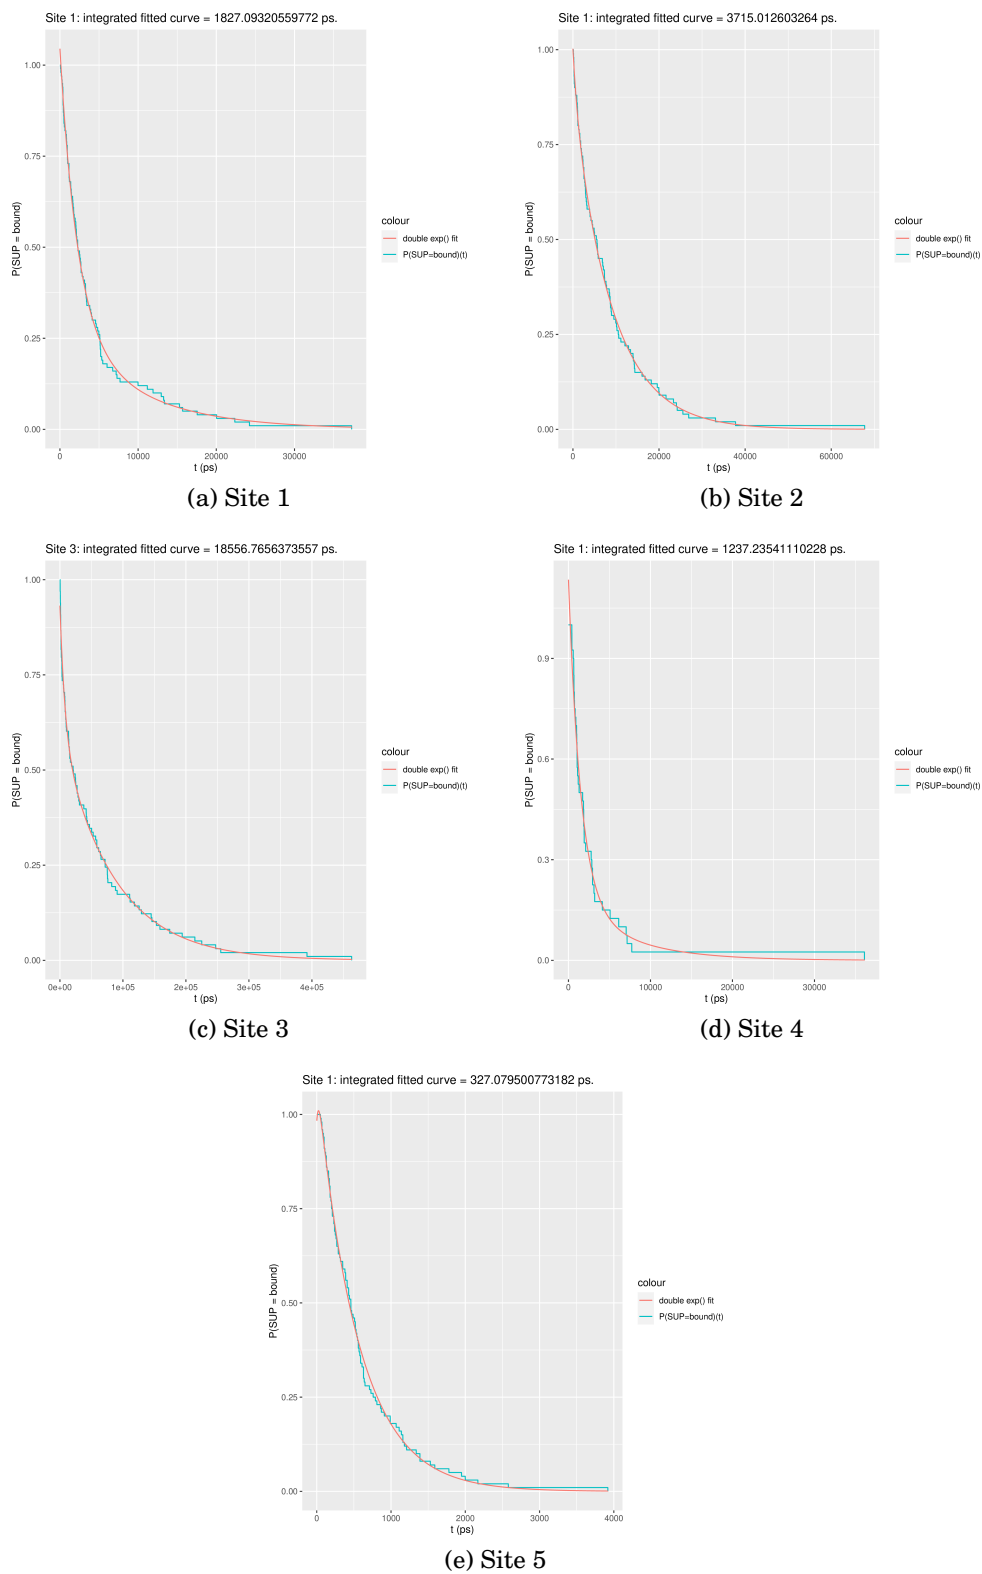 Site 1: integrated fitted curve = 1827.09320559772 ps.
P(SUP = bound)
1.00
0.75
0.50
0.25
0.00
0
10000
20000
30000
t (ps)
colour
double exp() fit
P(SUP=bound)(t)
(a) Site 1
Site 1: integrated fitted curve = 3715.012603264 ps.
P(SUP = bound)
1.00
0.75
0.50
0.25
0.00
0
20000
40000
60000
t (ps)
colour
double exp() fit
P(SUP=bound)(t)
(b) Site 2
Site 3: integrated fitted curve = 18556.7656373557 ps.
P(SUP = bound)
1.00
0.75
0.50
0.25
0.00
0e+00
1e+05
2e+05
3e+05
4e+05
t (ps)
colour
double exp() fit
P(SUP=bound)(t)
(c) Site 3
Site 1: integrated fitted curve = 1237.23541110228 ps.
P(SUP = bound)
0.9
0.6
0.3
0.0
0
10000
20000
30000
t (ps)
colour
double exp() fit
P(SUP=bound)(t)
(d) Site 4
Site 1: integrated fitted curve = 327.079500773182 ps.
P(SUP = bound)
1.00
0.75
0.50
0.25
0.00
0
1000
2000
3000
4000
t (ps)
colour
double exp() fit
P(SUP=bound)(t)
(e) Site 5